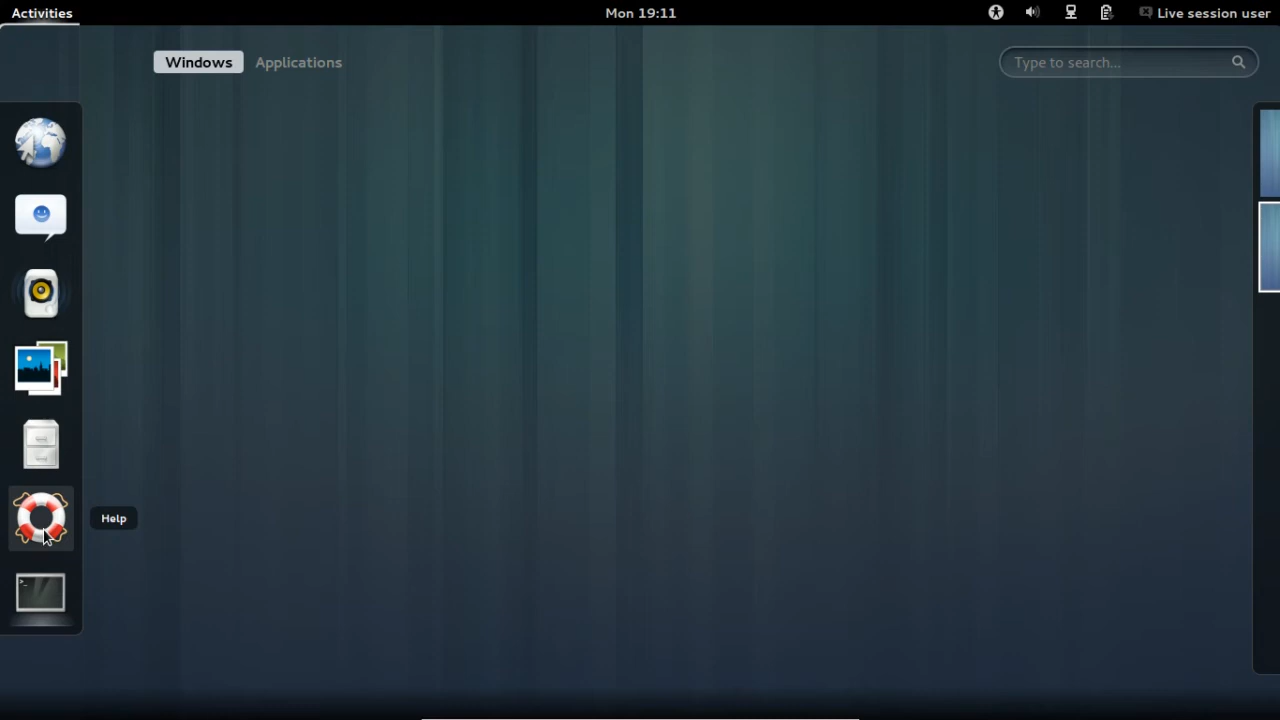 Activities
Mon 19:11
Live session user
Windows
Applications
Type to search...
Help
>_